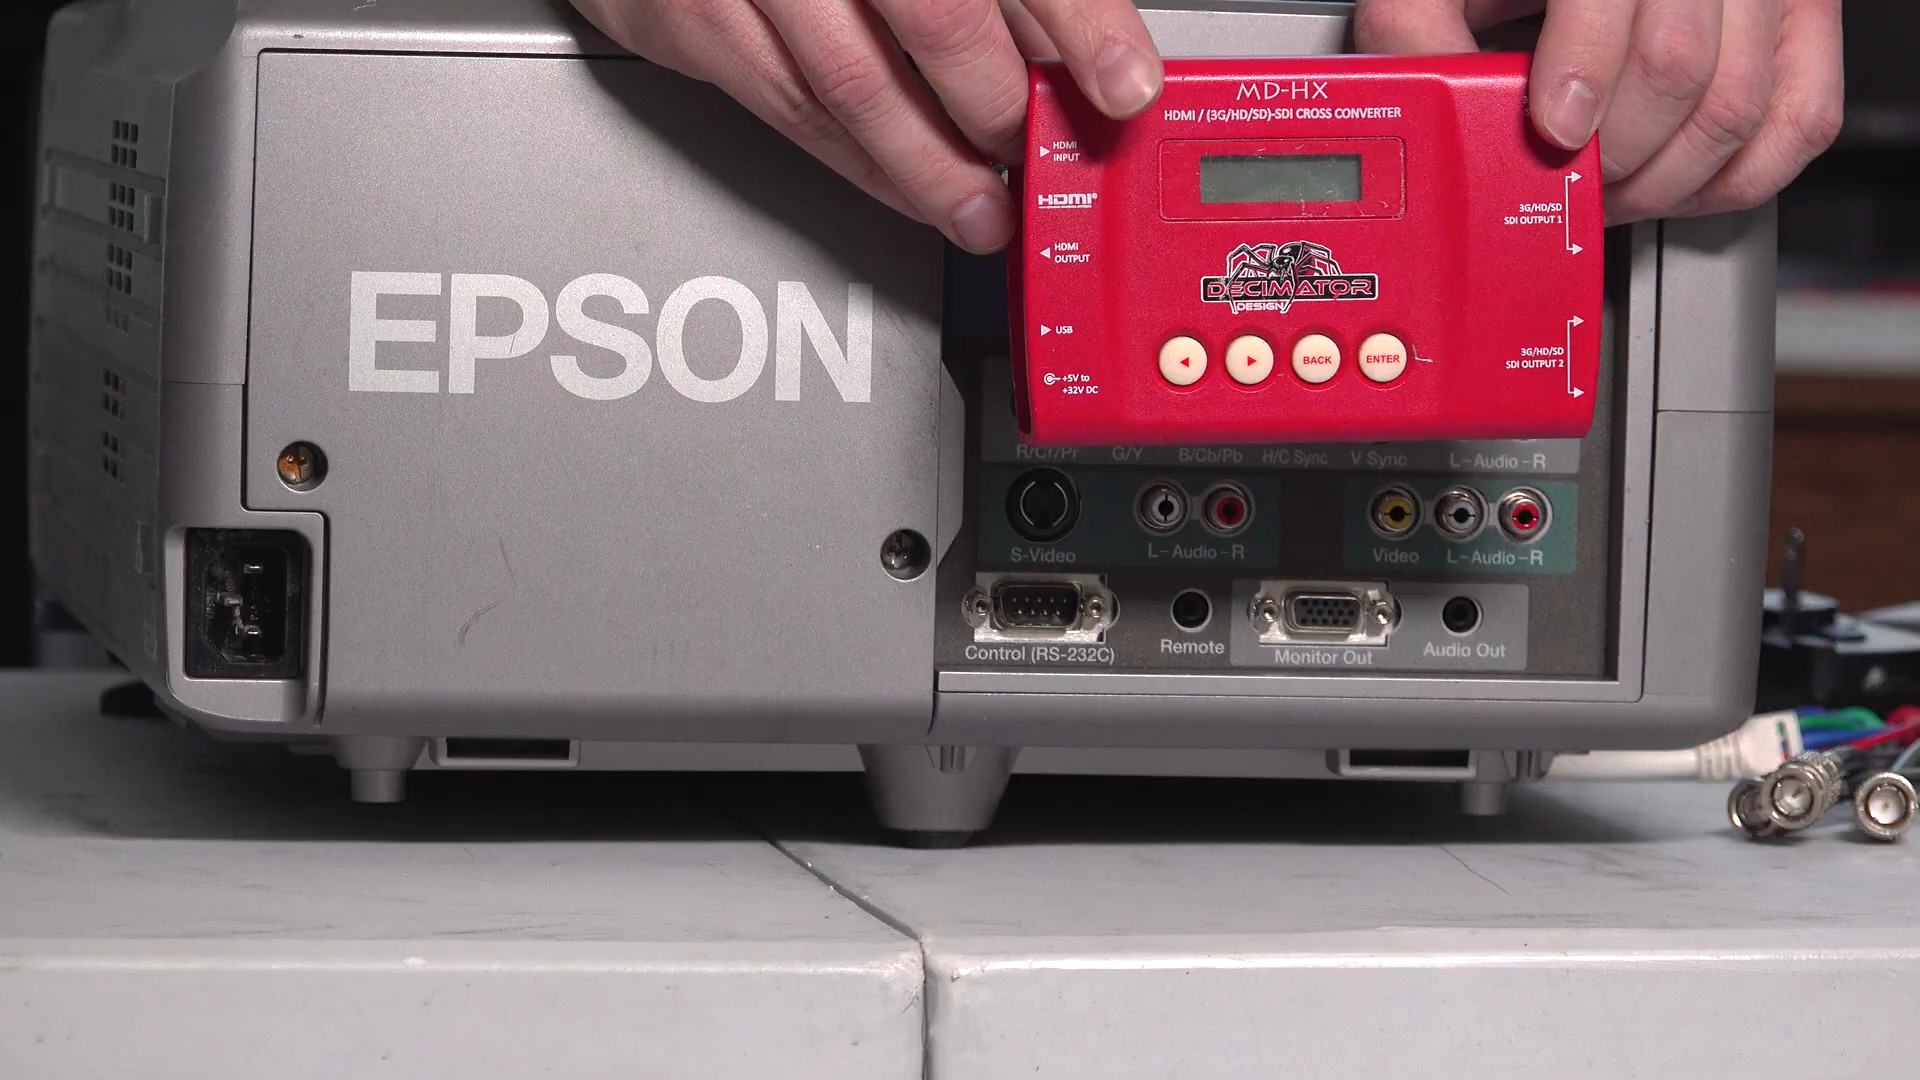 EPSON
MD-HX
HDMI / (3G/HD/SD)-SDI CROSS CONVERTER
HDMI
INPUT
HDMI
HDMI
OUTPUT
USB
+5V to
+32V DC
3G/HD/SD
SDI OUTPUT 1
3G/HD/SD
SDI OUTPUT 2
DECIMATOR
DESIGN
BACK
ENTER
R/Cr/Pr
G/Y
B/Cb/Pb
H/C Sync
V Sync
L-Audio-R
S-Video
L-Audio-R
Video
L-Audio-R
Control (RS-232C)
Remote
Monitor Out
Audio Out